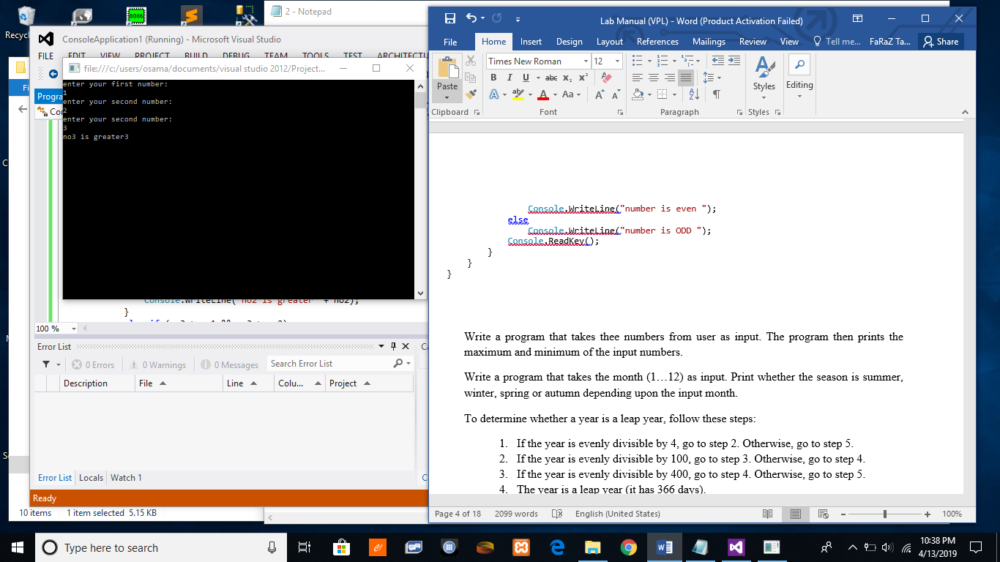 Recycl
2 - Notepad
ConsoleApplication1 (Running) - Microsoft Visual Studio
FILE EDIT VIEW PROJECT BUILD DEBUG TEAM TOOLS TEST ARCHITECTU
file:///c:/users/osama/documents/visual studio 2012/Project...
enter your first number:
1
enter your second number:
2
enter your second number:
3
no3 is greater3
Console.WriteLine("no2 is greater" + no2);
}
100 %
Error List
0 Errors
0 Warnings
0 Messages
Search Error List
Description File Line Colu... Project
Error List Locals Watch 1
Ready
10 items 1 item selected 5.15 KB
Lab Manual (VPL) - Word (Product Activation Failed)
File Home Insert Design Layout References Mailings Review View Tell me... FaRaZ Ta... Share
Paste
Times New Roman 12
B I U abc x₂ x²
Styles
Editing
Clipboard Font Paragraph Styles
Console.WriteLine("number is even ");
else
Console.WriteLine("number is ODD ");
Console.ReadKey();
}
}
}
Write a program that takes thee numbers from user as input. The program then prints the
maximum and minimum of the input numbers.
Write a program that takes the month (1…12) as input. Print whether the season is summer,
winter, spring or autumn depending upon the input month.
To determine whether a year is a leap year, follow these steps:
1. If the year is evenly divisible by 4, go to step 2. Otherwise, go to step 5.
2. If the year is evenly divisible by 100, go to step 3. Otherwise, go to step 4.
3. If the year is evenly divisible by 400, go to step 4. Otherwise, go to step 5.
4. The year is a leap year (it has 366 days).
Page 4 of 18 2099 words English (United States) 100%
Type here to search
10:38 PM
4/13/2019